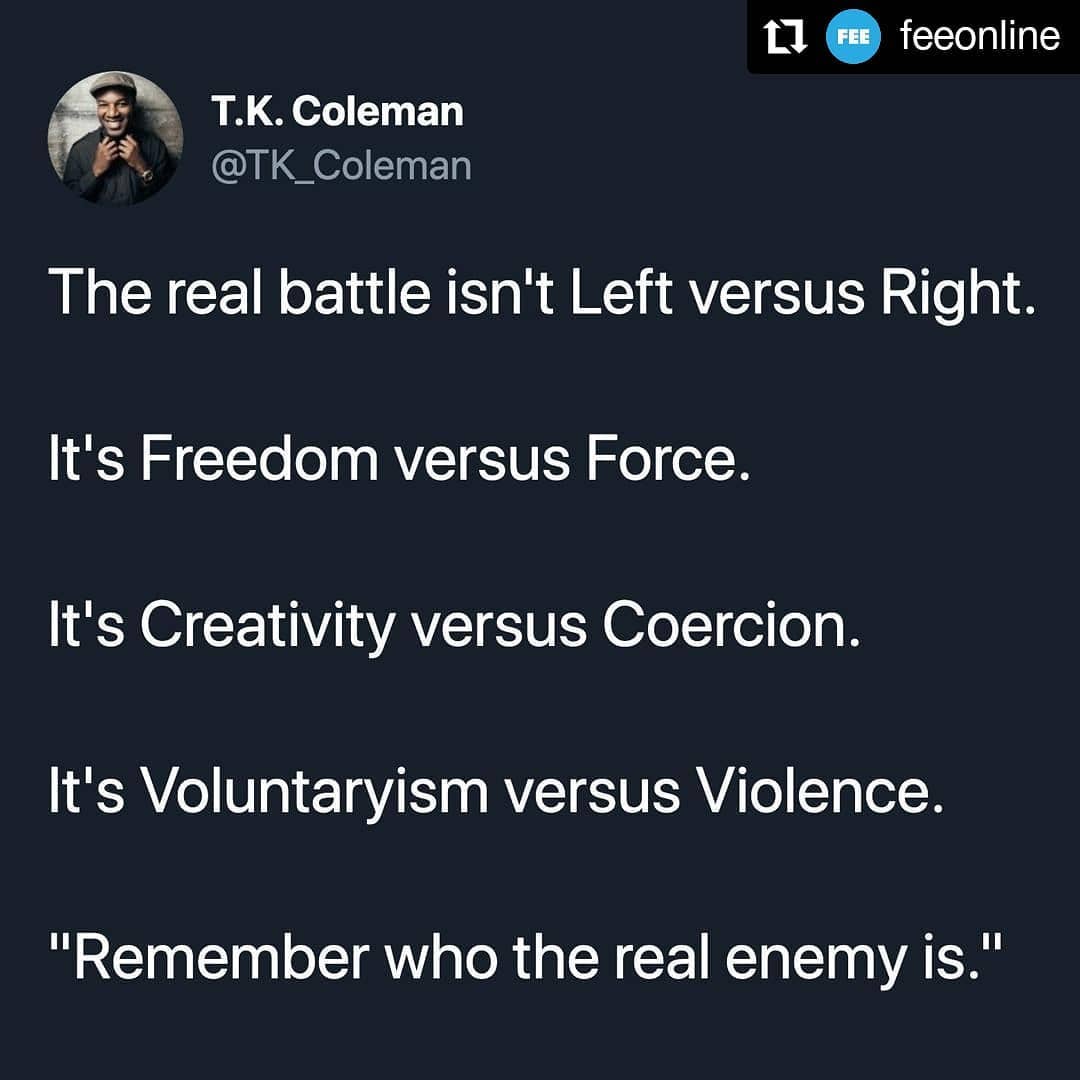 FEE feeonline
T.K. Coleman
@TK_Coleman
The real battle isn't Left versus Right.
It's Freedom versus Force.
It's Creativity versus Coercion.
It's Voluntaryism versus Violence.
"Remember who the real enemy is."